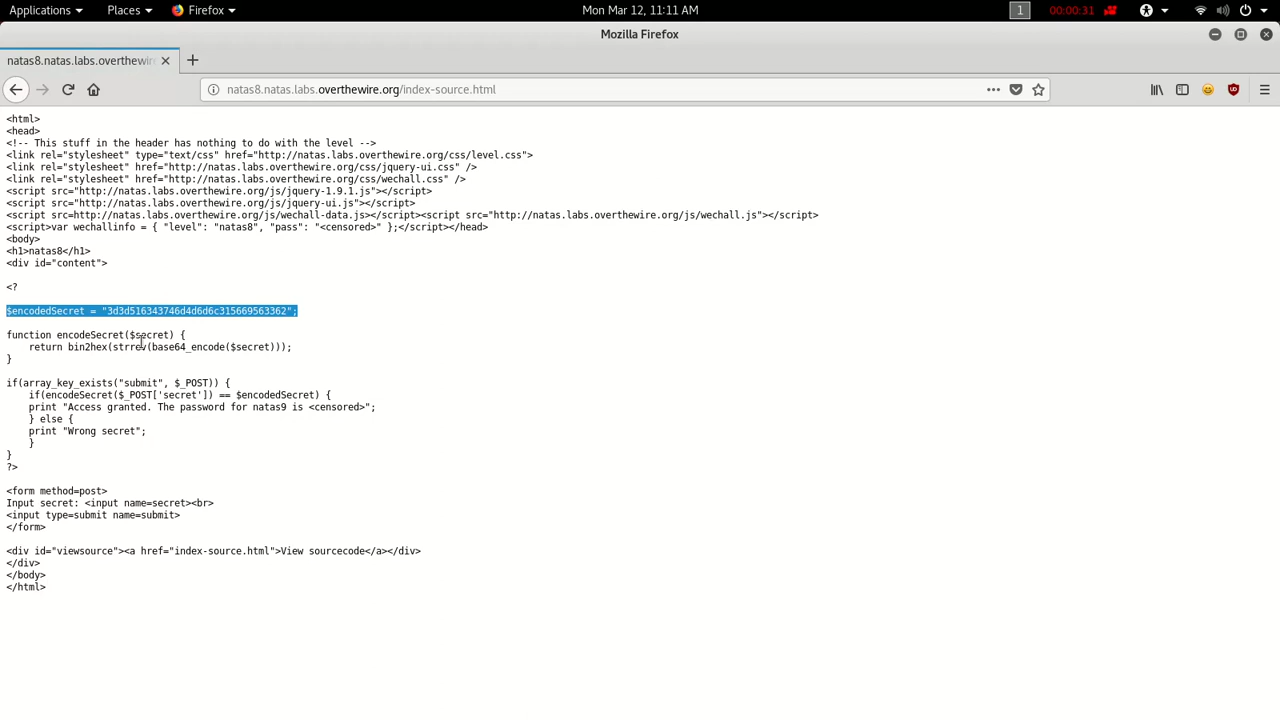 Applications
Places
Firefox
Mon Mar 12, 11:11 AM
1
00:00:31
Mozilla Firefox
natas8.natas.labs.overthewire
natas8.natas.labs.overthewire.org/index-source.html
<html>
<head>
<!-- This stuff in the header has nothing to do with the level -->
<link rel="stylesheet" type="text/css" href="http://natas.labs.overthewire.org/css/level.css">
<link rel="stylesheet" href="http://natas.labs.overthewire.org/css/jquery-ui.css" />
<link rel="stylesheet" href="http://natas.labs.overthewire.org/css/wechall.css" />
<script src="http://natas.labs.overthewire.org/js/jquery-1.9.1.js"></script>
<script src="http://natas.labs.overthewire.org/js/jquery-ui.js"></script>
<script src=http://natas.labs.overthewire.org/js/wechall-data.js></script><script src="http://natas.labs.overthewire.org/js/wechall.js"></script>
<script>var wechallinfo = { "level": "natas8", "pass": "<censored>" };</script></head>
<body>
<h1>natas8</h1>
<div id="content">
<?
$encodedSecret = "3d3d516343746d4d6d6c315669563362";
function encodeSecret($secret) {
return bin2hex(strrev(base64_encode($secret)));
}
if(array_key_exists("submit", $_POST)) {
if(encodeSecret($_POST['secret']) == $encodedSecret) {
print "Access granted. The password for natas9 is <censored>";
} else {
print "Wrong secret";
}
}
?>
<form method=post>
Input secret: <input name=secret><br>
<input type=submit name=submit>
</form>
<div id="viewsource"><a href="index-source.html">View sourcecode</a></div>
</div>
</body>
</html>